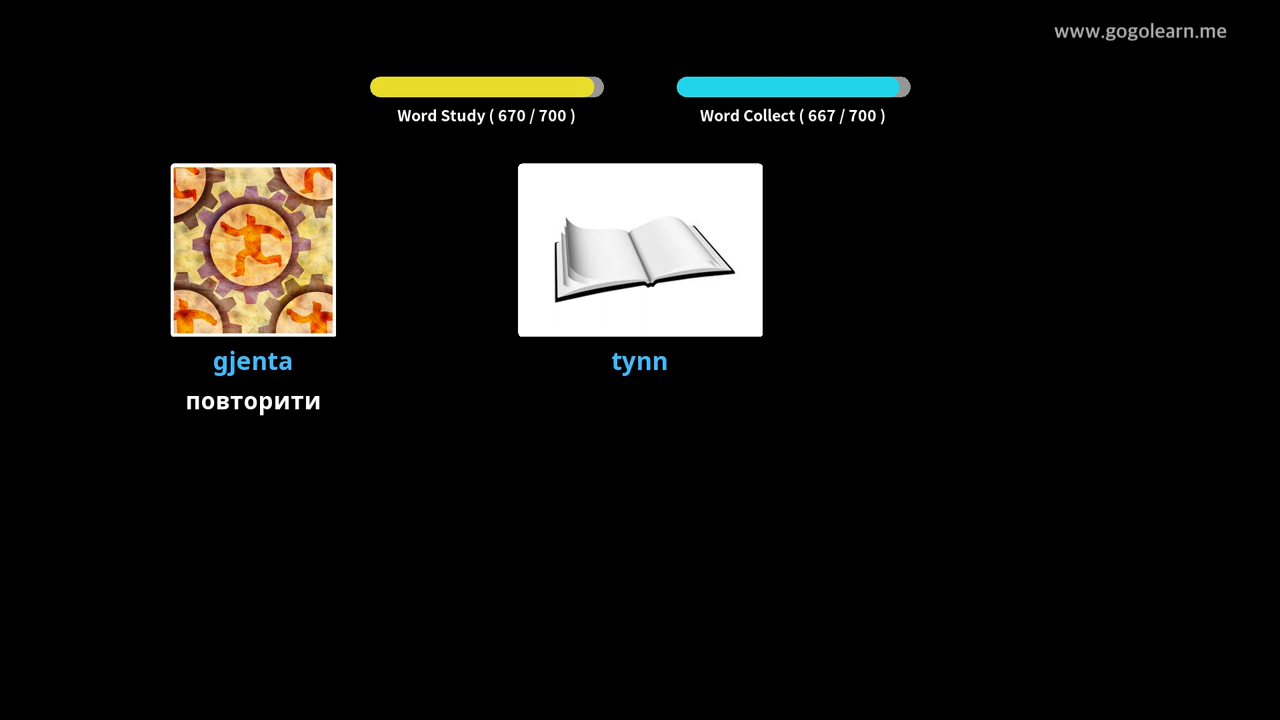 www.gogolearn.me
Word Study ( 670 / 700 )
Word Collect ( 667 / 700 )
gjenta
повторити
tynn